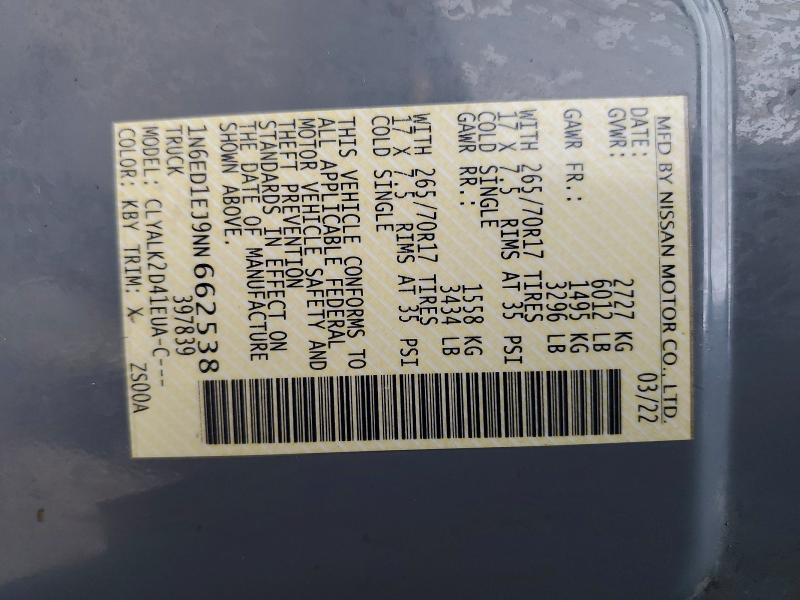 MFD BY NISSAN MOTOR CO., LTD.
DATE: 03/22
GVWR: 2727 KG
6012 LB
GAWR FR.: 1495 KG
3296 LB
WITH 265/70R17 TIRES
17 X 7.5 RIMS AT 35 PSI
COLD SINGLE
GAWR RR.: 1558 KG
3434 LB
WITH 265/70R17 TIRES
17 X 7.5 RIMS AT 35 PSI
COLD SINGLE
THIS VEHICLE CONFORMS TO
ALL APPLICABLE FEDERAL
MOTOR VEHICLE SAFETY AND
THEFT PREVENTION
STANDARDS IN EFFECT ON
THE DATE OF MANUFACTURE
SHOWN ABOVE.
1N6ED1EJ9NN662538
TRUCK 397839
MODEL: CLYALK2D41EUA-C---
COLOR: KBY TRIM: X ZS00A